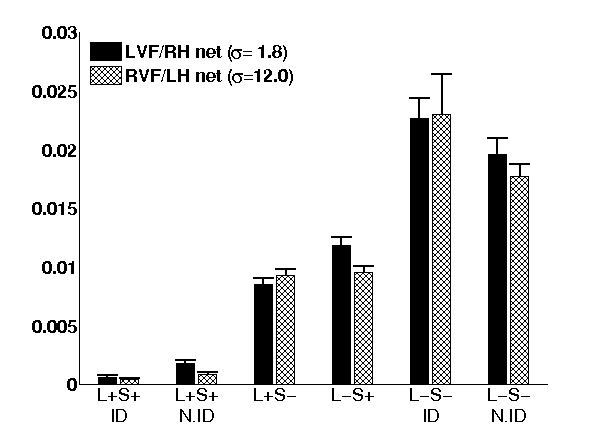 0.03
LVF/RH net (σ= 1.8)
RVF/LH net (σ=12.0)
0.025
0.02
0.015
0.01
0.005
0
L+S+ L+S+ L+S− L−S+ L−S− L−S−
ID N.ID ID N.ID